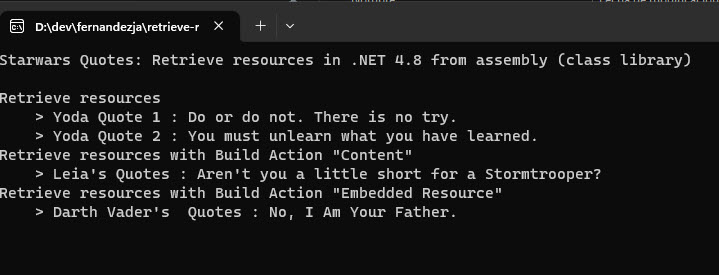 D:\dev\fernandezja\retrieve-r
Starwars Quotes: Retrieve resources in .NET 4.8 from assembly (class library)
Retrieve resources
> Yoda Quote 1 : Do or do not. There is no try.
> Yoda Quote 2 : You must unlearn what you have learned.
Retrieve resources with Build Action "Content"
> Leia's Quotes : Aren't you a little short for a Stormtrooper?
Retrieve resources with Build Action "Embedded Resource"
> Darth Vader's  Quotes : No, I Am Your Father.